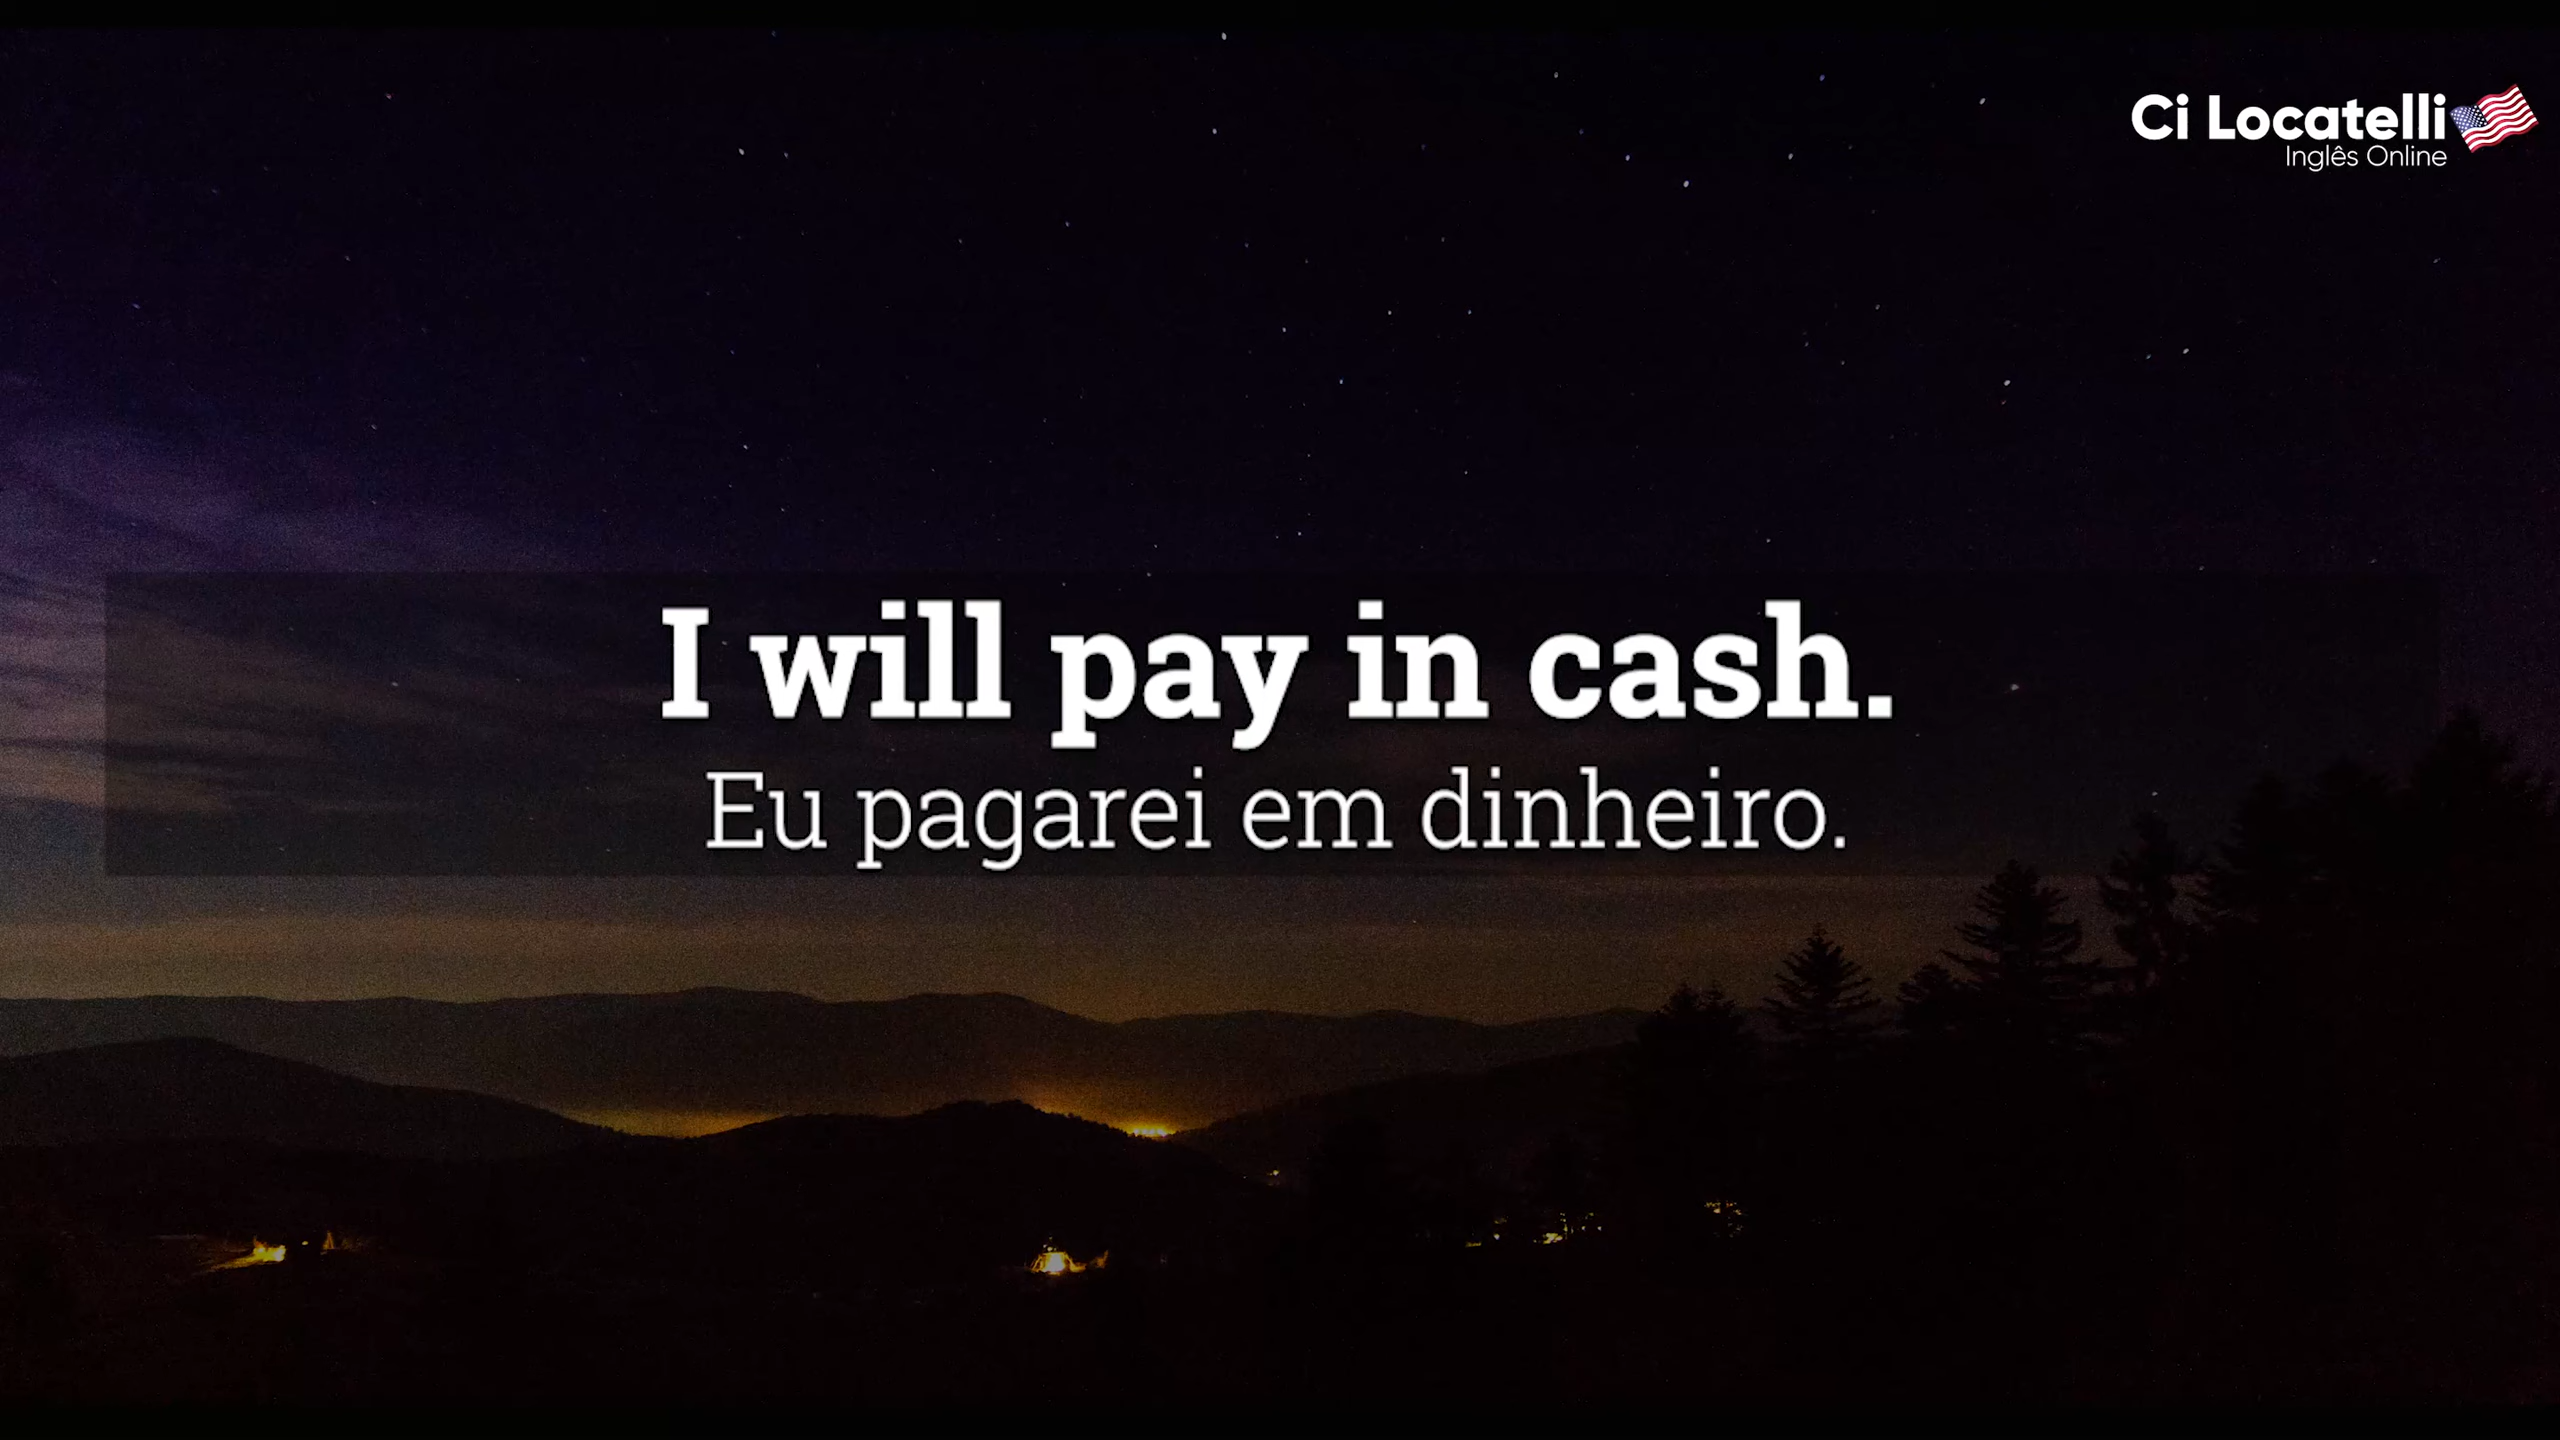 Ci Locatelli
Inglês Online
I will pay in cash.
Eu pagarei em dinheiro.